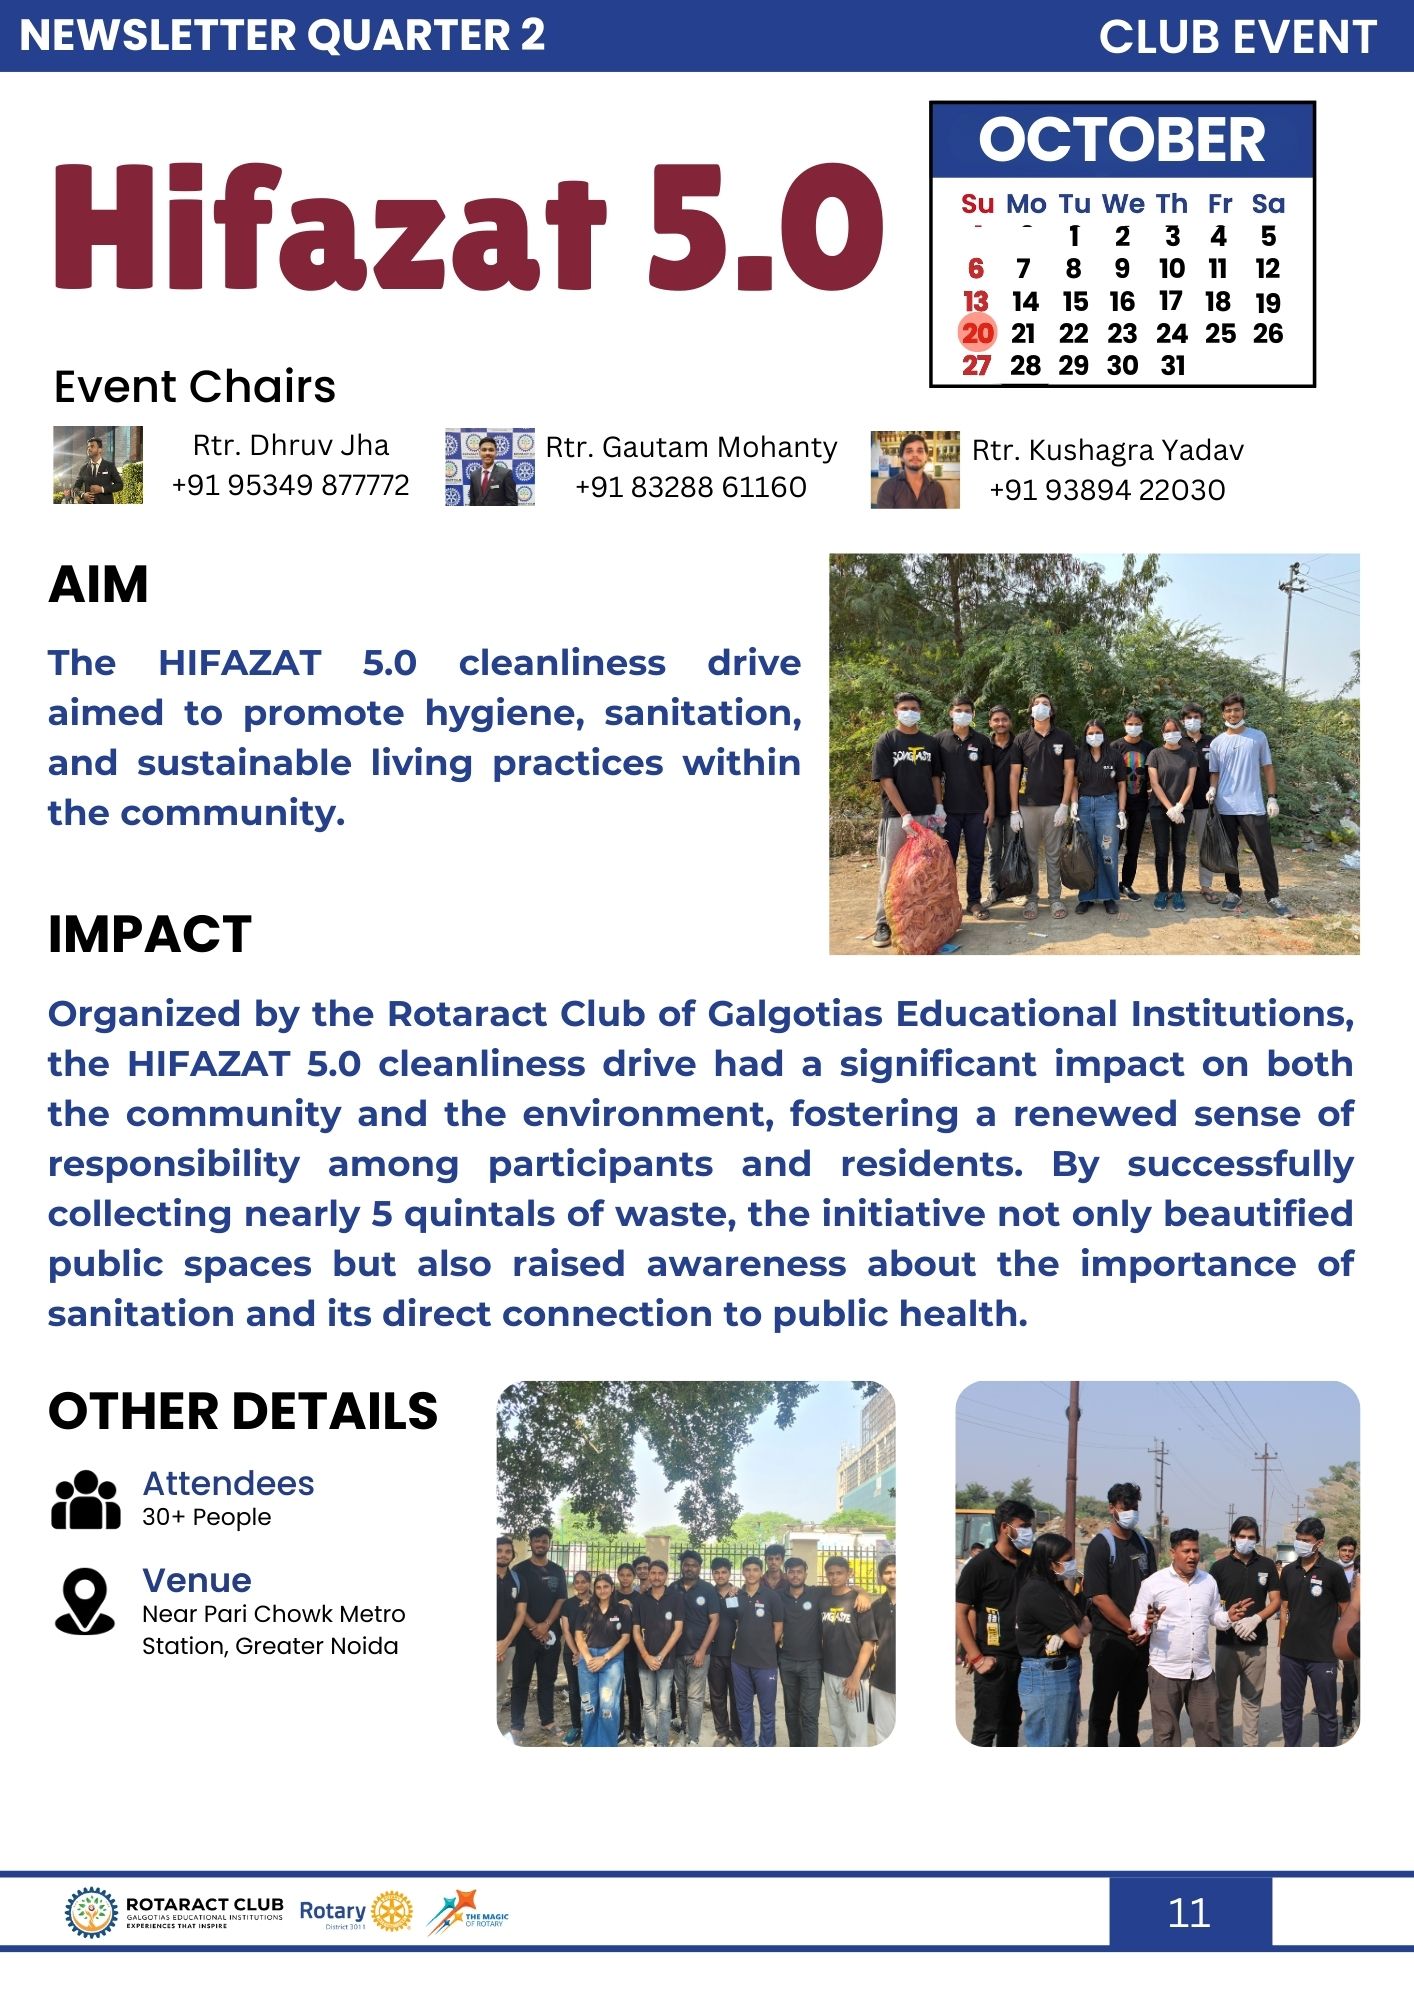 NEWSLETTER QUARTER 2
CLUB EVENT
Hifazat 5.0
OCTOBER
Su Mo Tu We Th Fr Sa
1 2 3 4 5
6 7 8 9 10 11 12
13 14 15 16 17 18 19
20 21 22 23 24 25 26
27 28 29 30 31
Event Chairs
Rtr. Dhruv Jha
+91 95349 877772
Rtr. Gautam Mohanty
+91 83288 61160
Rtr. Kushagra Yadav
+91 93894 22030
AIM
The HIFAZAT 5.0 cleanliness drive
aimed to promote hygiene, sanitation,
and sustainable living practices within
the community.
IMPACT
Organized by the Rotaract Club of Galgotias Educational Institutions,
the HIFAZAT 5.0 cleanliness drive had a significant impact on both
the community and the environment, fostering a renewed sense of
responsibility among participants and residents. By successfully
collecting nearly 5 quintals of waste, the initiative not only beautified
public spaces but also raised awareness about the importance of
sanitation and its direct connection to public health.
OTHER DETAILS
Attendees
30+ People
Venue
Near Pari Chowk Metro
Station, Greater Noida
ROTARACT CLUB
GALGOTIAS EDUCATIONAL INSTITUTIONS
EXPERIENCES THAT INSPIRE
Rotary
District 3011
THE MAGIC
OF ROTARY
11